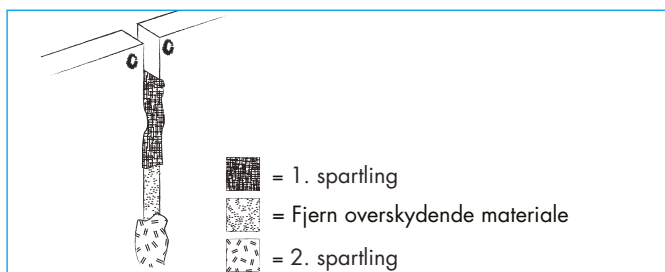 = 1. spartling
= Fjern overskydende materiale
= 2. spartling